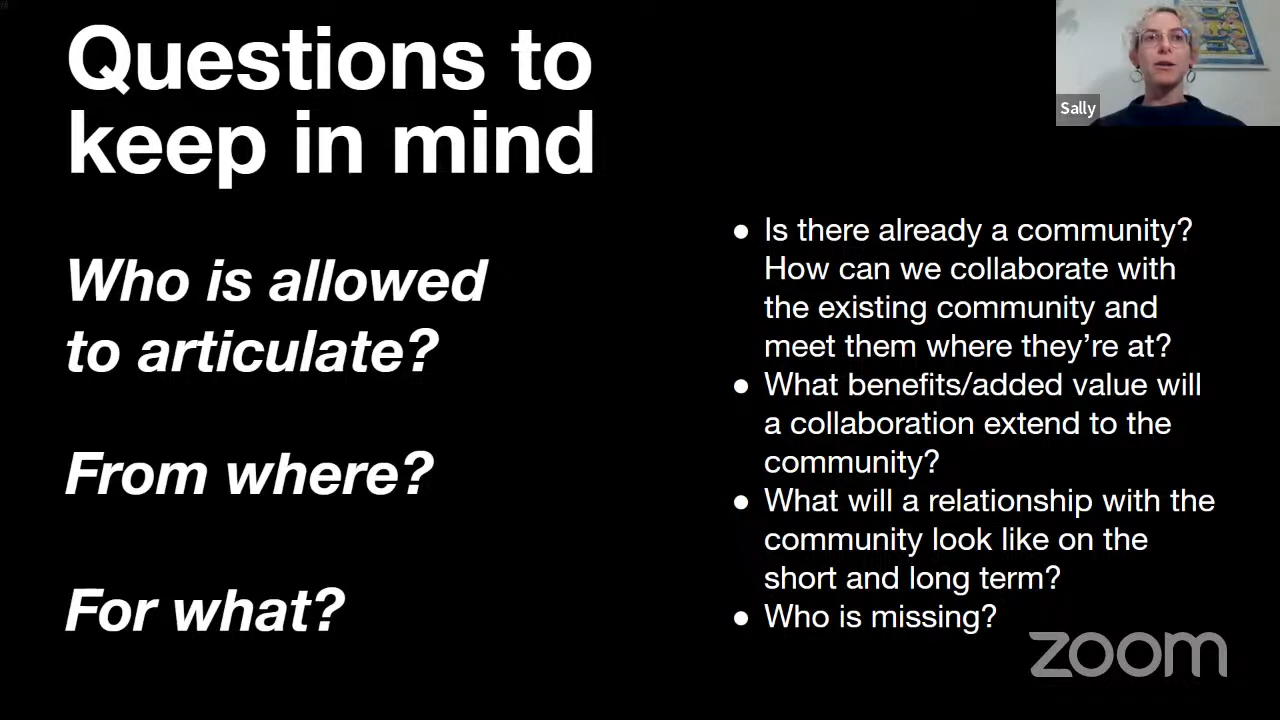 Questions to
keep in mind
Who is allowed
to articulate?
From where?
For what?
● Is there already a community?
How can we collaborate with
the existing community and
meet them where they’re at?
● What benefits/added value will
a collaboration extend to the
community?
● What will a relationship with the
community look like on the
short and long term?
● Who is missing?
Sally
zoom